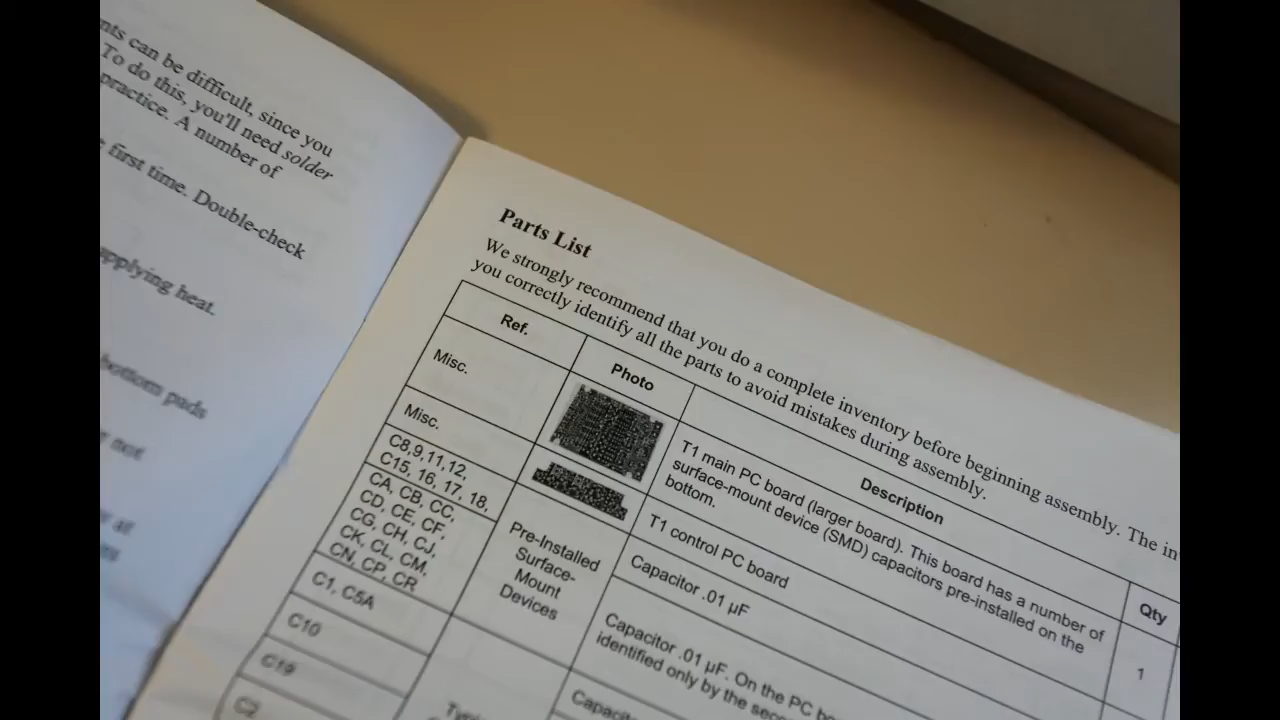 nts can be difficult, since you
To do this, you'll need solder
practice. A number of
first time. Double-check
applying heat.
bottom pads
not
at
Parts List
We strongly recommend that you do a complete inventory before beginning assembly. The in
you correctly identify all the parts to avoid mistakes during assembly.
Ref.
Photo
Description
Qty
Misc.
T1 main PC board (larger board). This board has a number of
surface-mount device (SMD) capacitors pre-installed on the
bottom.
1
Misc.
T1 control PC board
C8,9,11,12,
C15, 16, 17, 18,
Pre-Installed
Surface-
Mount
Devices
Capacitor .01 µF
CA, CB, CC,
CD, CE, CF,
CG, CH, CJ,
CK, CL, CM,
CN, CP, CR
Capacitor .01 µF. On the PC bo
identified only by the seco
C1, C5A
Capacito
C10
C19
C2